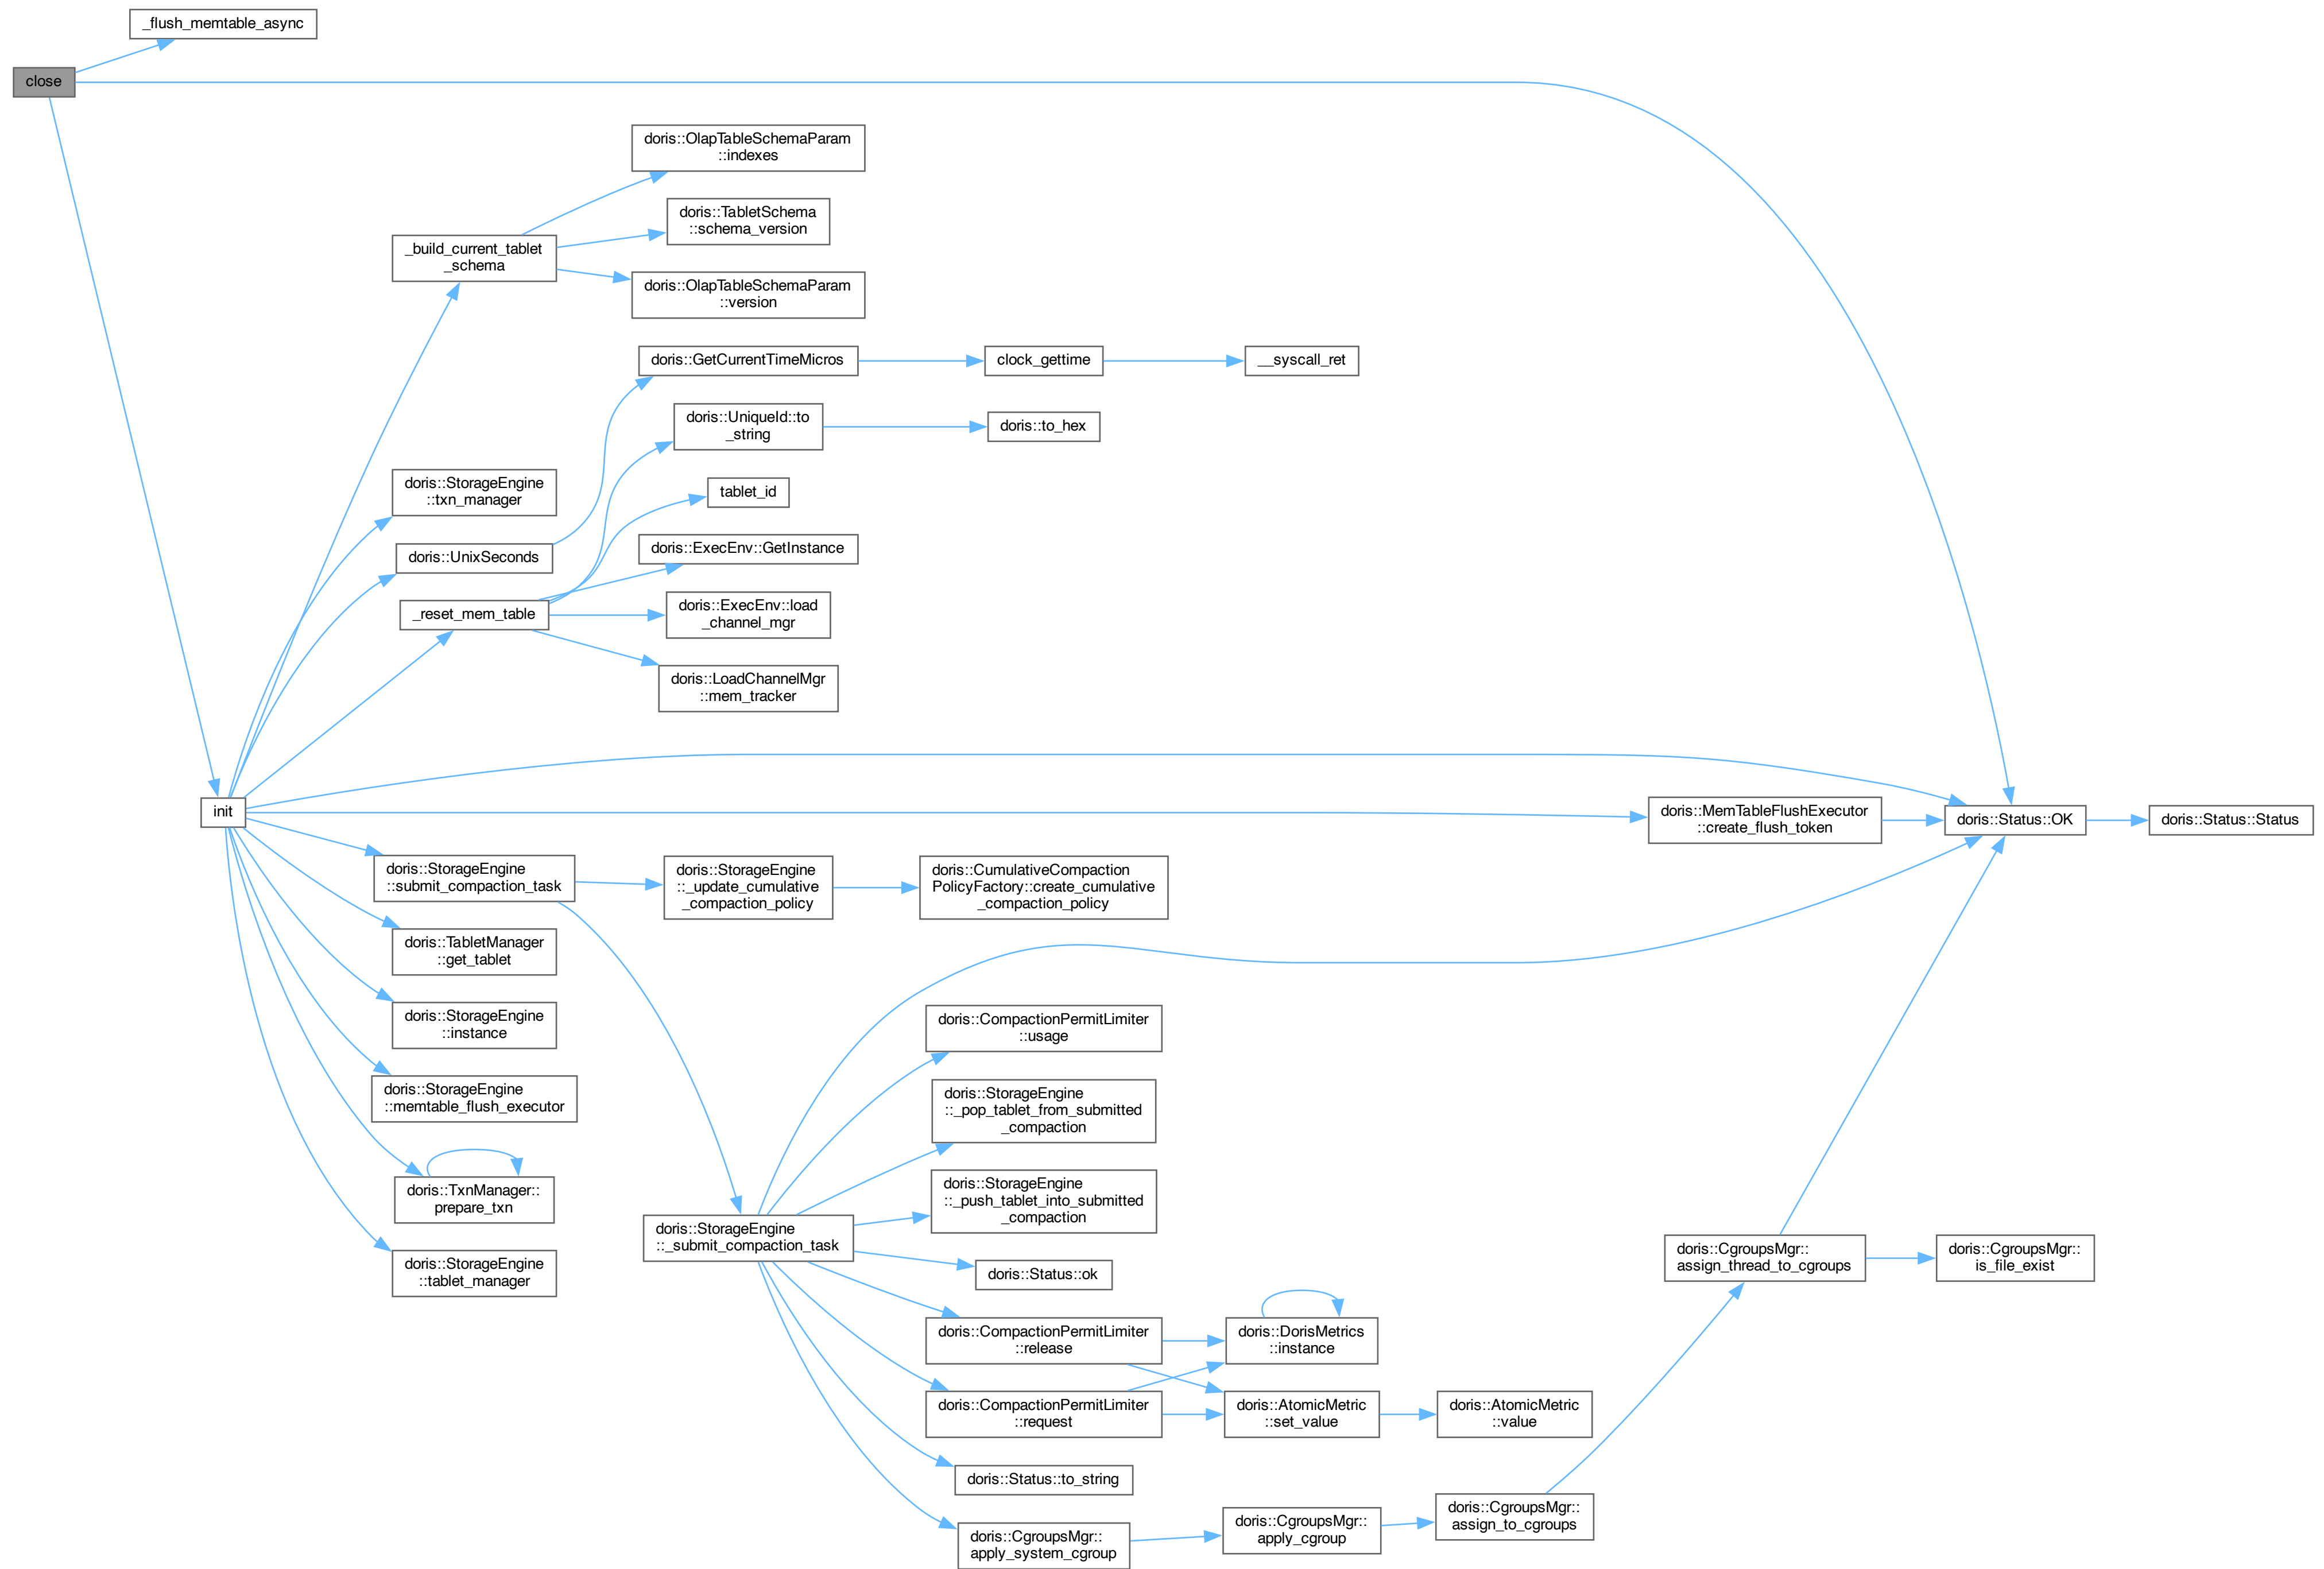 _flush_memtable_async
close
doris::OlapTableSchemaParam
::indexes
doris::TabletSchema
::schema_version
_build_current_tablet
_schema
doris::OlapTableSchemaParam
::version
doris::GetCurrentTimeMicros
clock_gettime
__syscall_ret
doris::UniqueId::to
_string
doris::to_hex
doris::StorageEngine
::txn_manager
tablet_id
doris::UnixSeconds
doris::ExecEnv::GetInstance
_reset_mem_table
doris::ExecEnv::load
_channel_mgr
doris::LoadChannelMgr
::mem_tracker
init
doris::MemTableFlushExecutor
::create_flush_token
doris::Status::OK
doris::Status::Status
doris::StorageEngine
::submit_compaction_task
doris::StorageEngine
::_update_cumulative
_compaction_policy
doris::CumulativeCompaction
PolicyFactory::create_cumulative
_compaction_policy
doris::TabletManager
::get_tablet
doris::StorageEngine
::instance
doris::CompactionPermitLimiter
::usage
doris::StorageEngine
::memtable_flush_executor
doris::StorageEngine
::_pop_tablet_from_submitted
_compaction
doris::TxnManager::
prepare_txn
doris::StorageEngine
::_push_tablet_into_submitted
_compaction
doris::StorageEngine
::_submit_compaction_task
doris::StorageEngine
::tablet_manager
doris::Status::ok
doris::CgroupsMgr::
assign_thread_to_cgroups
doris::CgroupsMgr::
is_file_exist
doris::CompactionPermitLimiter
::release
doris::DorisMetrics
::instance
doris::CompactionPermitLimiter
::request
doris::AtomicMetric
::set_value
doris::AtomicMetric
::value
doris::Status::to_string
doris::CgroupsMgr::
apply_system_cgroup
doris::CgroupsMgr::
apply_cgroup
doris::CgroupsMgr::
assign_to_cgroups